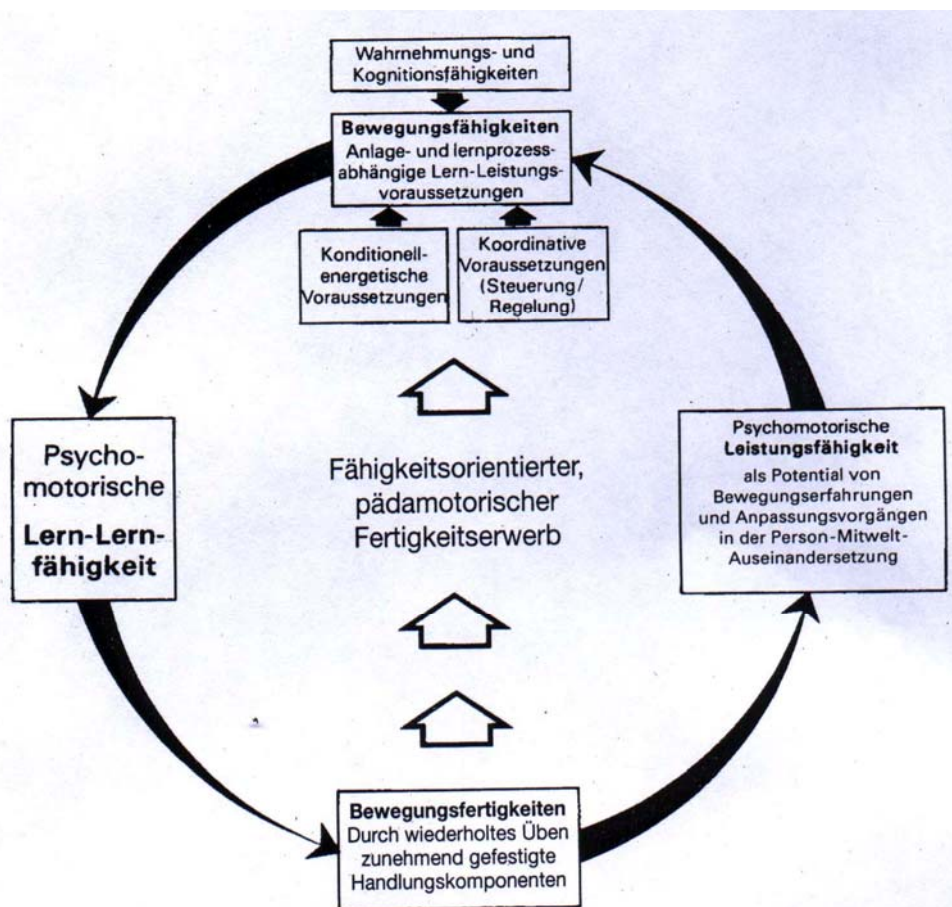 Wahrnehmungs- und
Kognitionsfähigkeiten
Bewegungsfähigkeiten
Anlage- und lernprozess-
abhängige Lern-Leistungs-
voraussetzungen
Konditionell-
energetische
Voraussetzungen
Koordinative
Voraussetzungen
(Steuerung/
Regelung)
Psycho-
motorische
Lern-Lern-
fähigkeit
Fähigkeitsorientierter,
pädamotorischer
Fertigkeitserwerb
Psychomotorische
Leistungsfähigkeit
als Potential von
Bewegungserfahrungen
und Anpassungsvorgängen
in der Person-Mitwelt-
Auseinandersetzung
Bewegungsfertigkeiten
Durch wiederholtes Üben
zunehmend gefestigte
Handlungskomponenten